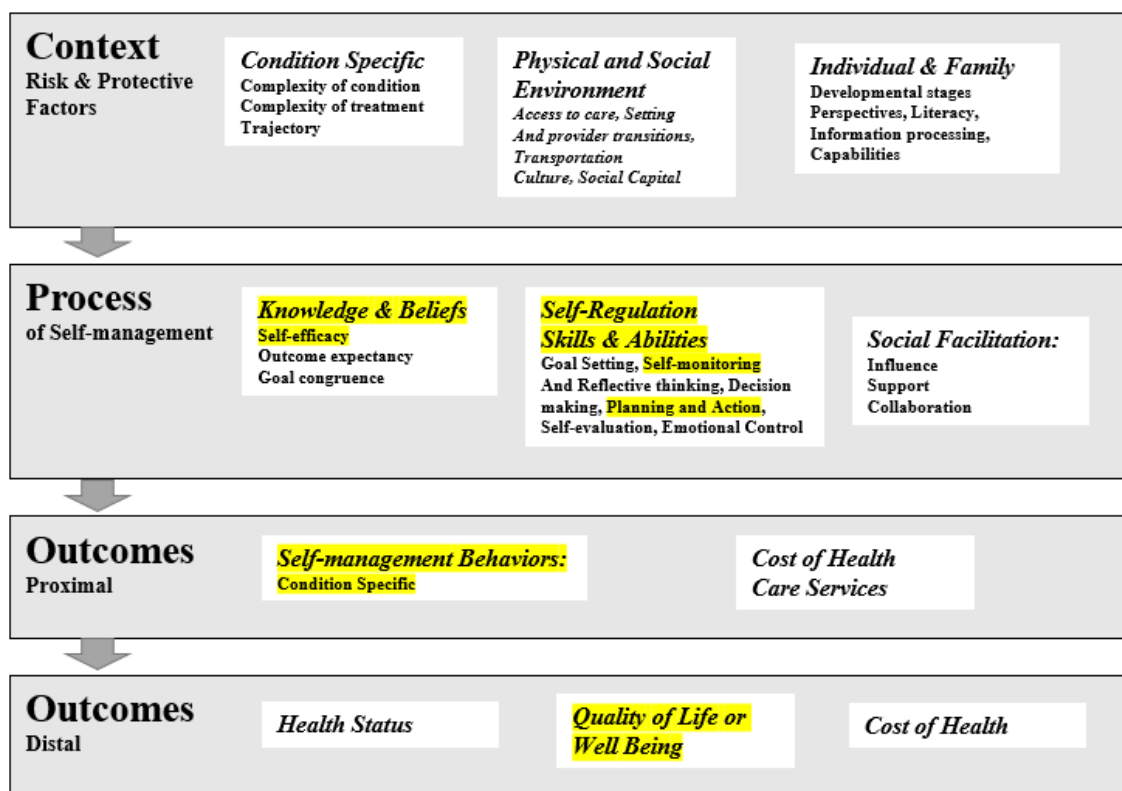 Context
Risk & Protective
Factors
Condition Specific
Complexity of condition
Complexity of treatment
Trajectory
Physical and Social
Environment
Access to care, Setting
And provider transitions,
Transportation
Culture, Social Capital
Individual & Family
Developmental stages
Perspectives, Literacy,
Information processing,
Capabilities
Process
of Self-management
Knowledge & Beliefs
Self-efficacy
Outcome expectancy
Goal congruence
Self-Regulation
Skills & Abilities
Goal Setting, Self-monitoring
And Reflective thinking, Decision
making, Planning and Action,
Self-evaluation, Emotional Control
Social Facilitation:
Influence
Support
Collaboration
Outcomes
Proximal
Self-management Behaviors:
Condition Specific
Cost of Health
Care Services
Outcomes
Distal
Health Status
Quality of Life or
Well Being
Cost of Health